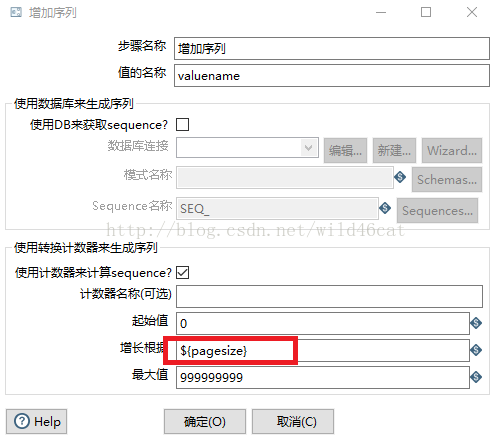 增加序列
步骤名称 增加序列
值的名称 valuename
使用数据库来生成序列
使用DB来获取sequence?
数据库连接 编辑... 新建... Wizard...
模式名称 Schemas...
Sequence名称 SEQ_ Sequences...
http://blog.csdn.net/wild46cat
使用转换计数器来生成序列
使用计数器来计算sequence?
计数器名称(可选)
起始值 0
增长根据 ${pagesize}
最大值 999999999
Help 确定(O) 取消(C)